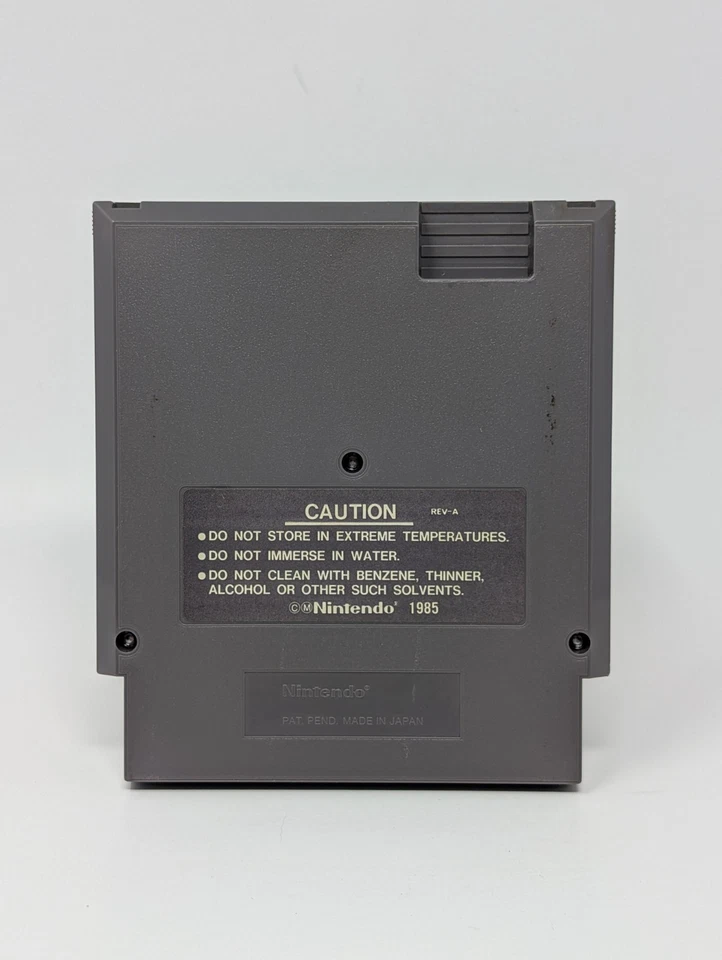 CAUTION REV-A
•DO NOT STORE IN EXTREME TEMPERATURES.
•DO NOT IMMERSE IN WATER.
•DO NOT CLEAN WITH BENZENE, THINNER,
ALCOHOL OR OTHER SUCH SOLVENTS.
©ⓂNintendo® 1985
Nintendo®
PAT. PEND. MADE IN JAPAN